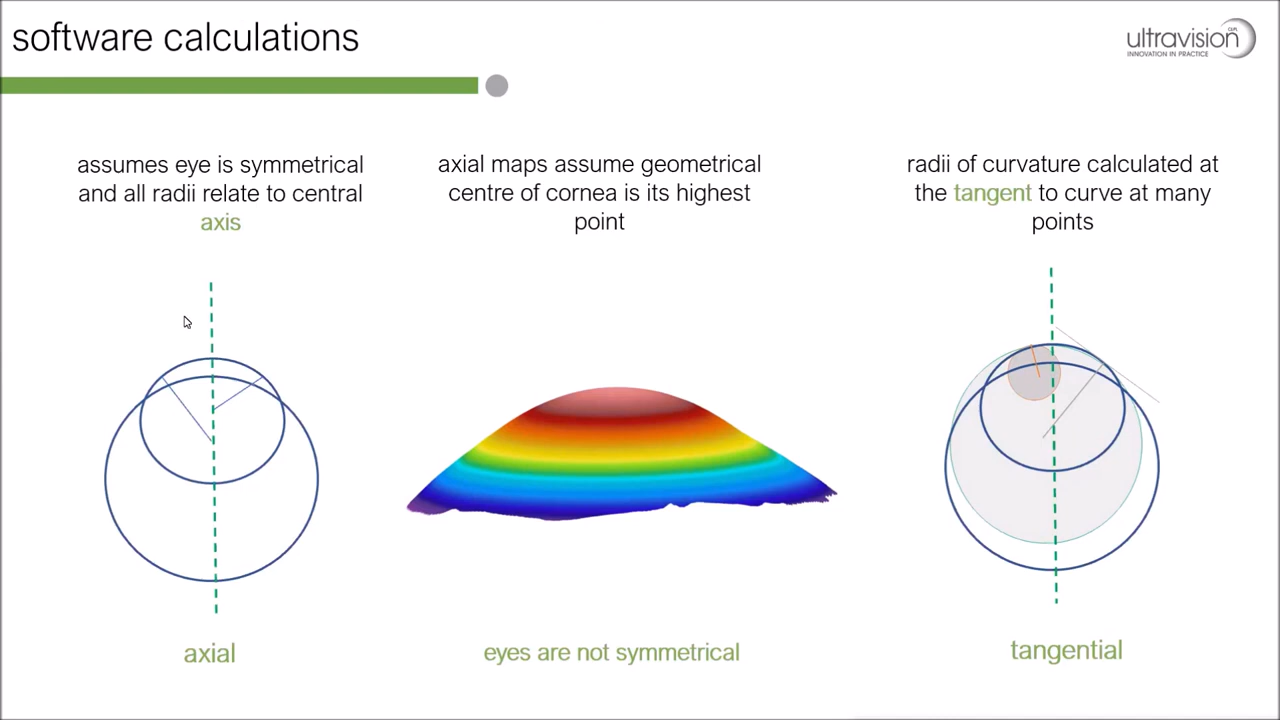 software calculations
ultravision
CLPL
INNOVATION IN PRACTICE
assumes eye is symmetrical
and all radii relate to central
axis
axial maps assume geometrical
centre of cornea is its highest
point
radii of curvature calculated at
the tangent to curve at many
points
axial
eyes are not symmetrical
tangential